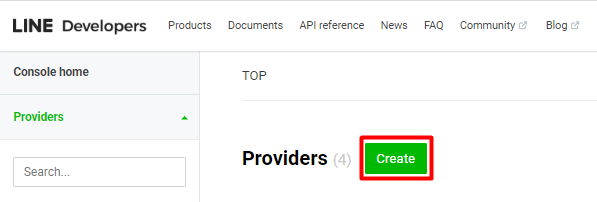 LINE Developers Products Documents API reference News FAQ Community Blog
Console home
TOP
Providers
Providers (4) Create
Search...